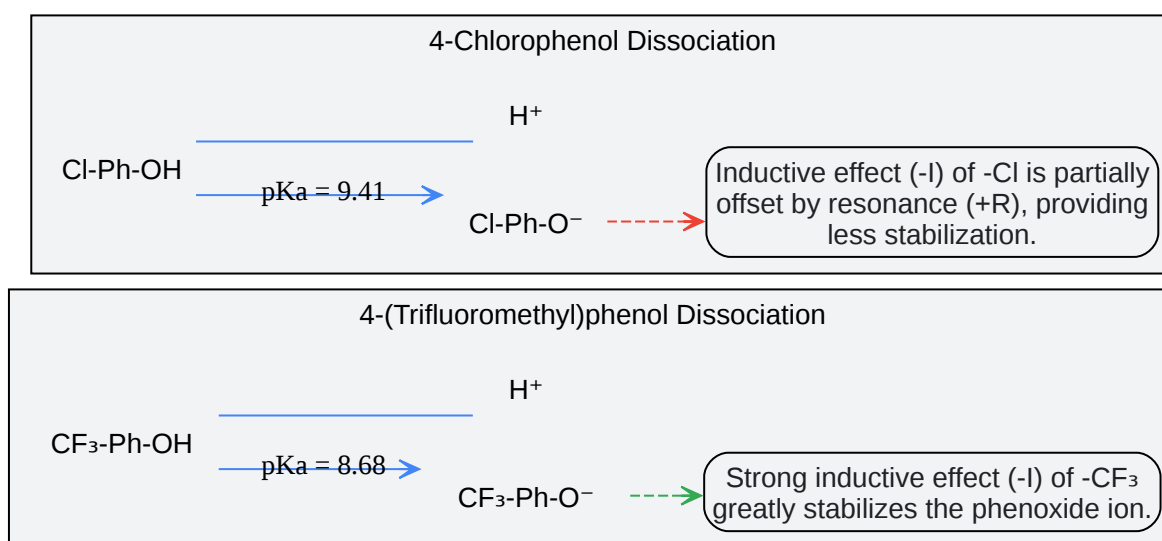 4-Chlorophenol Dissociation
H⁺
Cl-Ph-OH
pKa = 9.41
Cl-Ph-O⁻
Inductive effect (-I) of -Cl is partially
offset by resonance (+R), providing
less stabilization.
4-(Trifluoromethyl)phenol Dissociation
H⁺
CF₃-Ph-OH
pKa = 8.68
CF₃-Ph-O⁻
Strong inductive effect (-I) of -CF₃
greatly stabilizes the phenoxide ion.